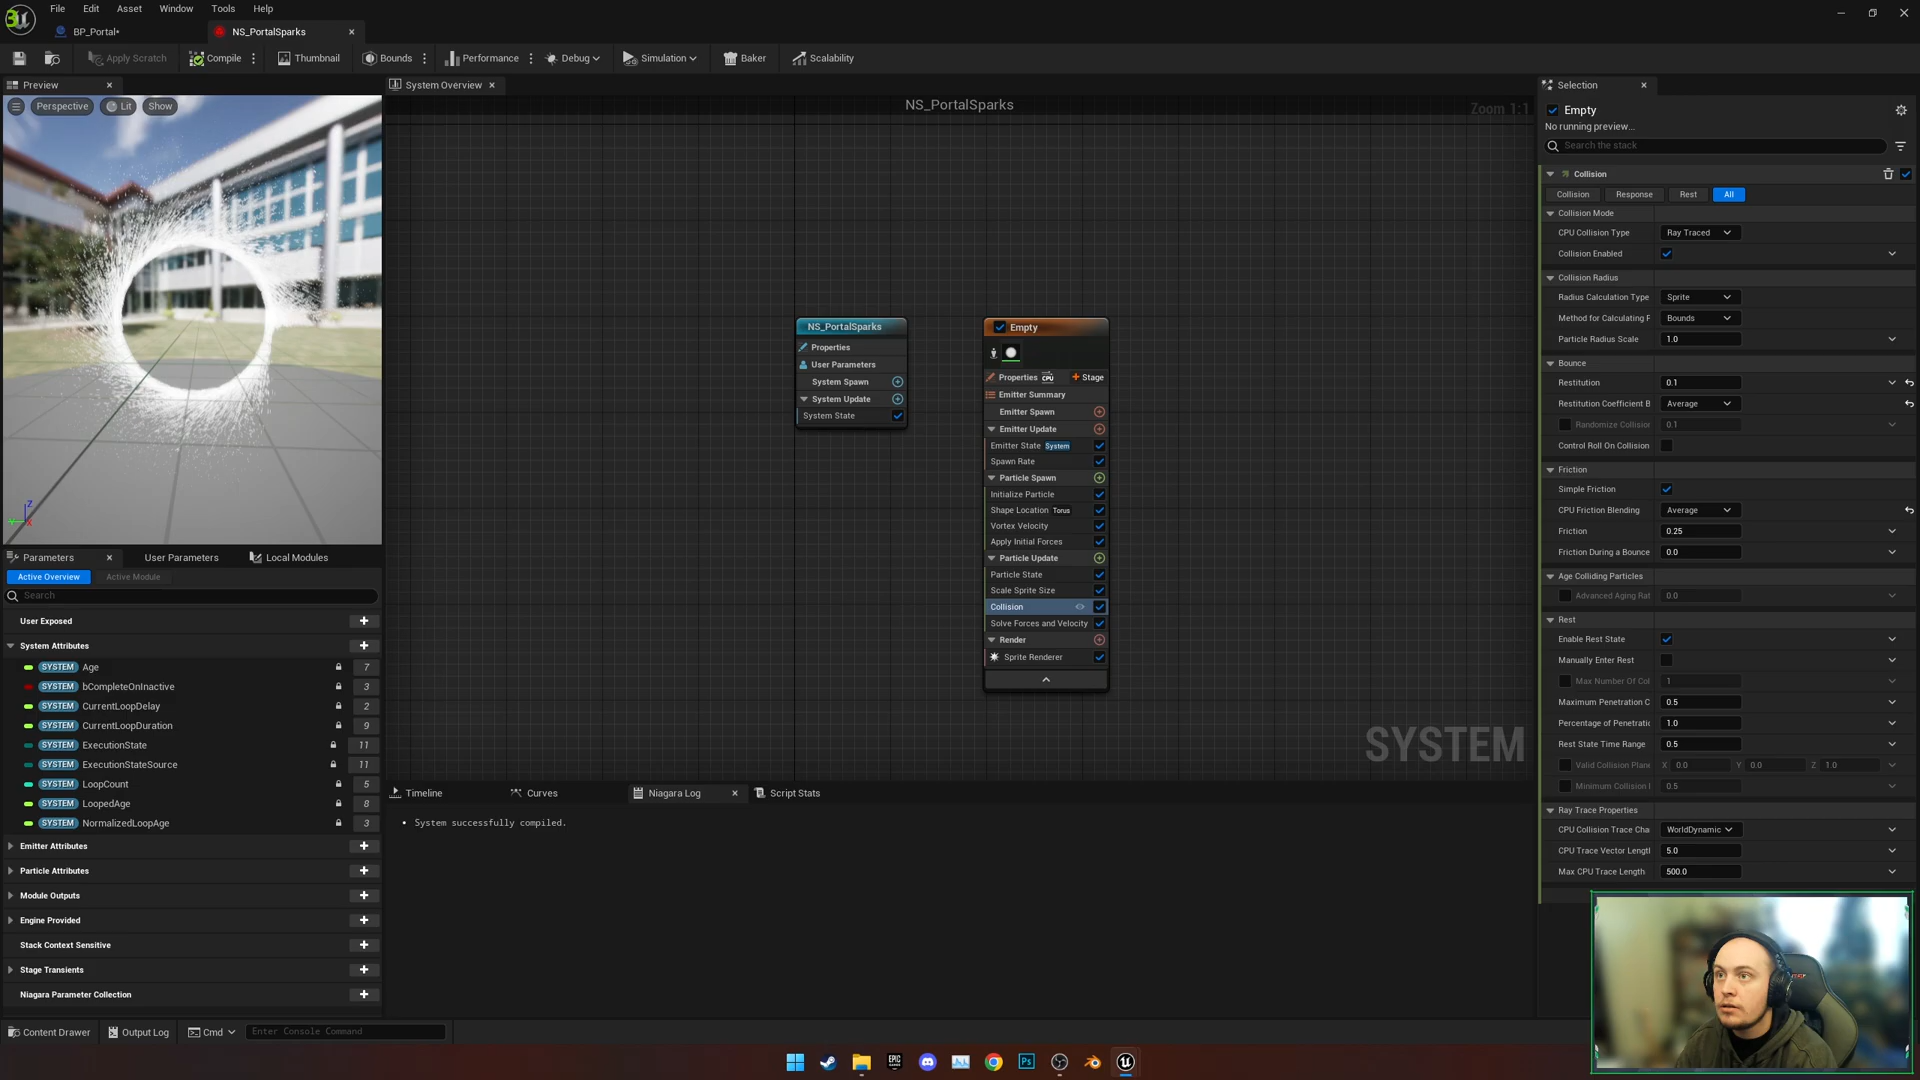 File Edit Asset Window Tools Help
BP_Portal* NS_PortalSparks
Apply Scratch Compile Thumbnail Bounds Performance Debug Simulation Baker Scalability
Preview
Perspective Lit Show
System Overview
NS_PortalSparks
Zoom 1:1
NS_PortalSparks
Properties
User Parameters
System Spawn
System Update
System State
Empty
Properties CPU Stage
Emitter Summary
Emitter Spawn
Emitter Update
Emitter State System
Spawn Rate
Particle Spawn
Initialize Particle
Shape Location Torus
Vortex Velocity
Apply Initial Forces
Particle Update
Particle State
Scale Sprite Size
Collision
Solve Forces and Velocity
Render
Sprite Renderer
SYSTEM
Z
Y X
Parameters User Parameters Local Modules
Active Overview Active Module
Search
User Exposed
System Attributes
SYSTEM Age 7
SYSTEM bCompleteOnInactive 3
SYSTEM CurrentLoopDelay 2
SYSTEM CurrentLoopDuration 9
SYSTEM ExecutionState 11
SYSTEM ExecutionStateSource 11
SYSTEM LoopCount 5
SYSTEM LoopedAge 8
SYSTEM NormalizedLoopAge 3
Emitter Attributes
Particle Attributes
Module Outputs
Engine Provided
Stack Context Sensitive
Stage Transients
Niagara Parameter Collection
Timeline Curves Niagara Log Script Stats
• System successfully compiled.
Selection
Empty
No running preview...
Search the stack
Collision
Collision Response Rest All
Collision Mode
CPU Collision Type Ray Traced
Collision Enabled
Collision Radius
Radius Calculation Type Sprite
Method for Calculating F Bounds
Particle Radius Scale 1.0
Bounce
Restitution 0.1
Restitution Coefficient B Average
Randomize Collision 0.1
Control Roll On Collision
Friction
Simple Friction
CPU Friction Blending Average
Friction 0.25
Friction During a Bounce 0.0
Age Colliding Particles
Advanced Aging Rat 0.0
Rest
Enable Rest State
Manually Enter Rest
Max Number Of Col 1
Maximum Penetration C 0.5
Percentage of Penetratic 1.0
Rest State Time Range 0.5
Valid Collision Plane X 0.0 Y 0.0 Z 1.0
Minimum Collision I 0.5
Ray Trace Properties
CPU Collision Trace Cha WorldDynamic
CPU Trace Vector Lengtl 5.0
Max CPU Trace Length 500.0
Content Drawer Output Log Cmd Enter Console Command
EPIC GAMES
Ps